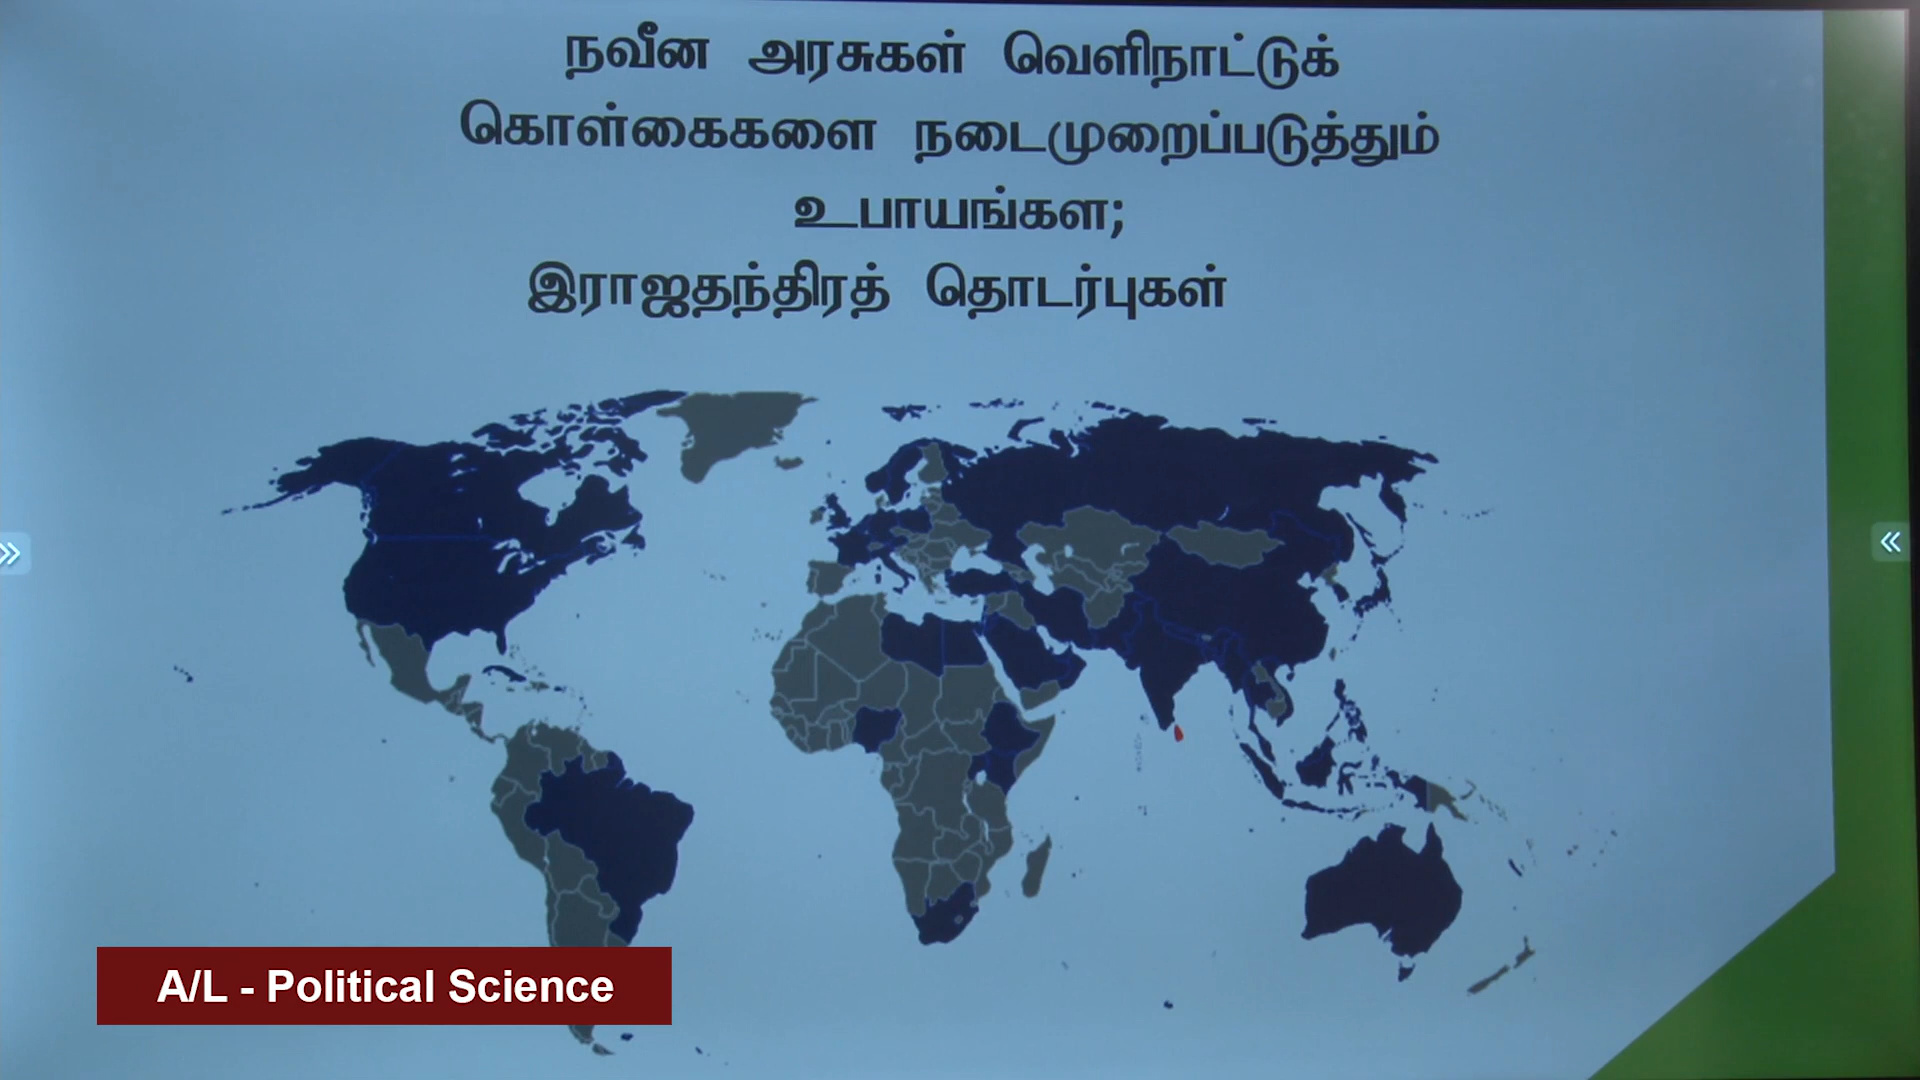 நவீன அரசுகள் வெளிநாட்டுக்
கொள்கைகளை நடைமுறைப்படுத்தும்
உபாயங்கள;
இராஜதந்திரத் தொடர்புகள்
A/L - Political Science